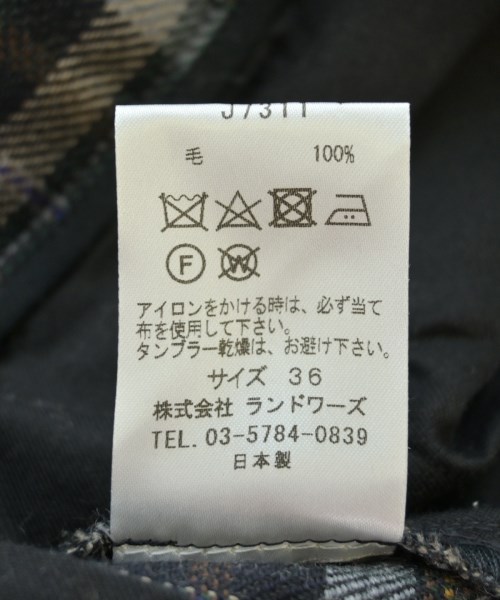 J7311
毛 100%
F W
アイロンをかける時は、必ず当て
布を使用して下さい。
タンブラー乾燥は、お避け下さい。
サイズ 36
株式会社 ランドワーズ
TEL. 03-5784-0839
日本製